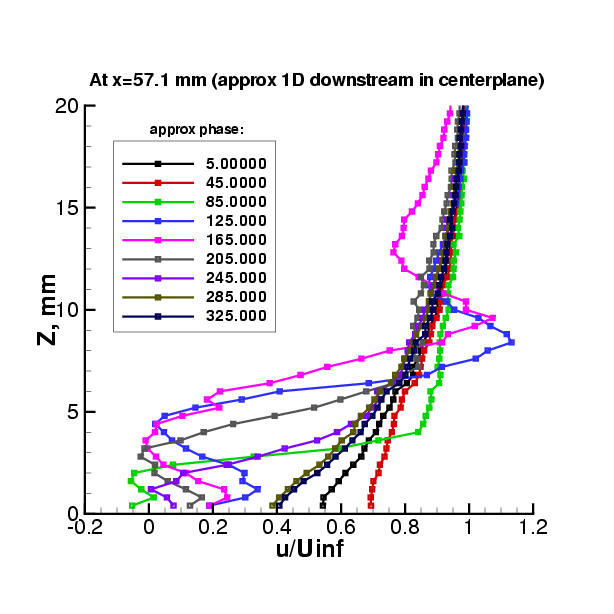 At x=57.1 mm (approx 1D downstream in centerplane)
20
approx phase:
5.00000
45.0000
85.0000
125.000
165.000
205.000
245.000
285.000
325.000
15
10
Z, mm
5
0
-0.2 0 0.2 0.4 0.6 0.8 1 1.2
u/Uinf